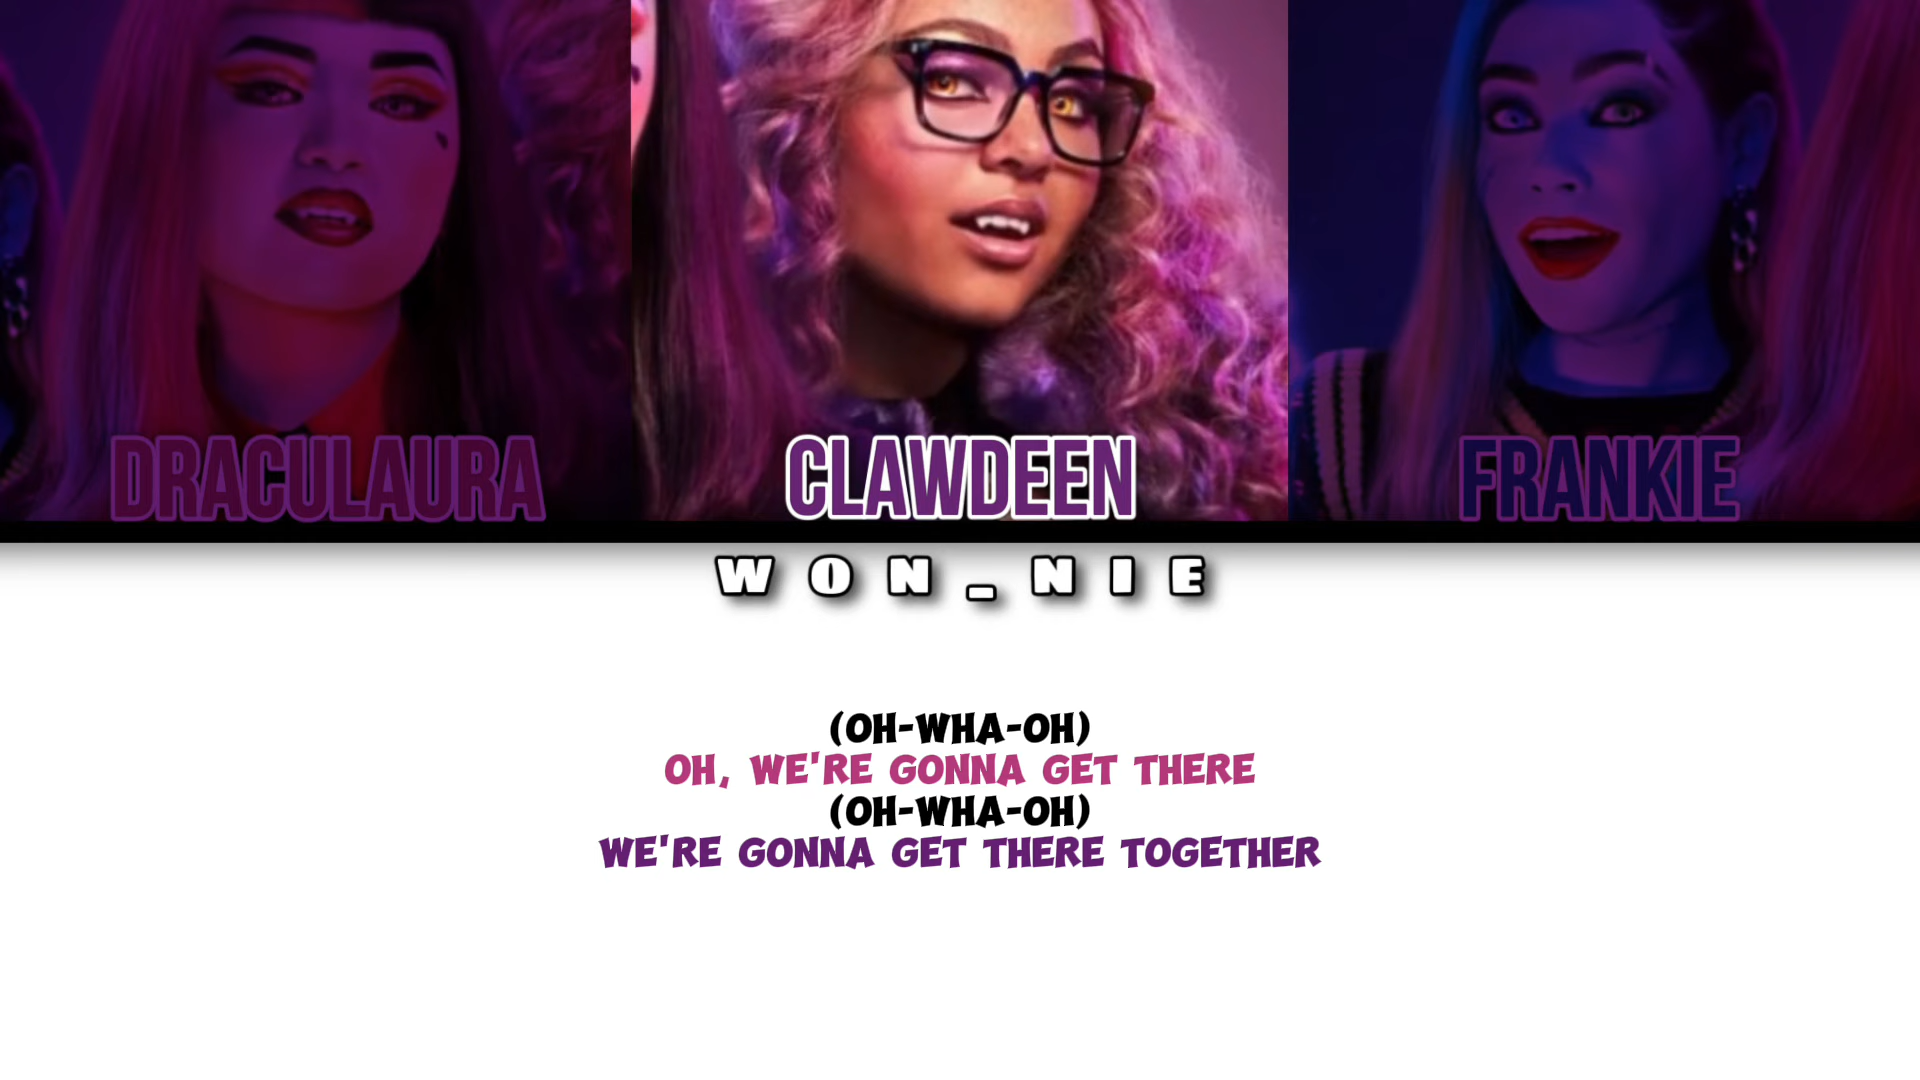 DRACULAURA
CLAWDEEN
FRANKIE
WON_NIE
(OH-WHA-OH)
OH, WE'RE GONNA GET THERE
(OH-WHA-OH)
WE'RE GONNA GET THERE TOGETHER